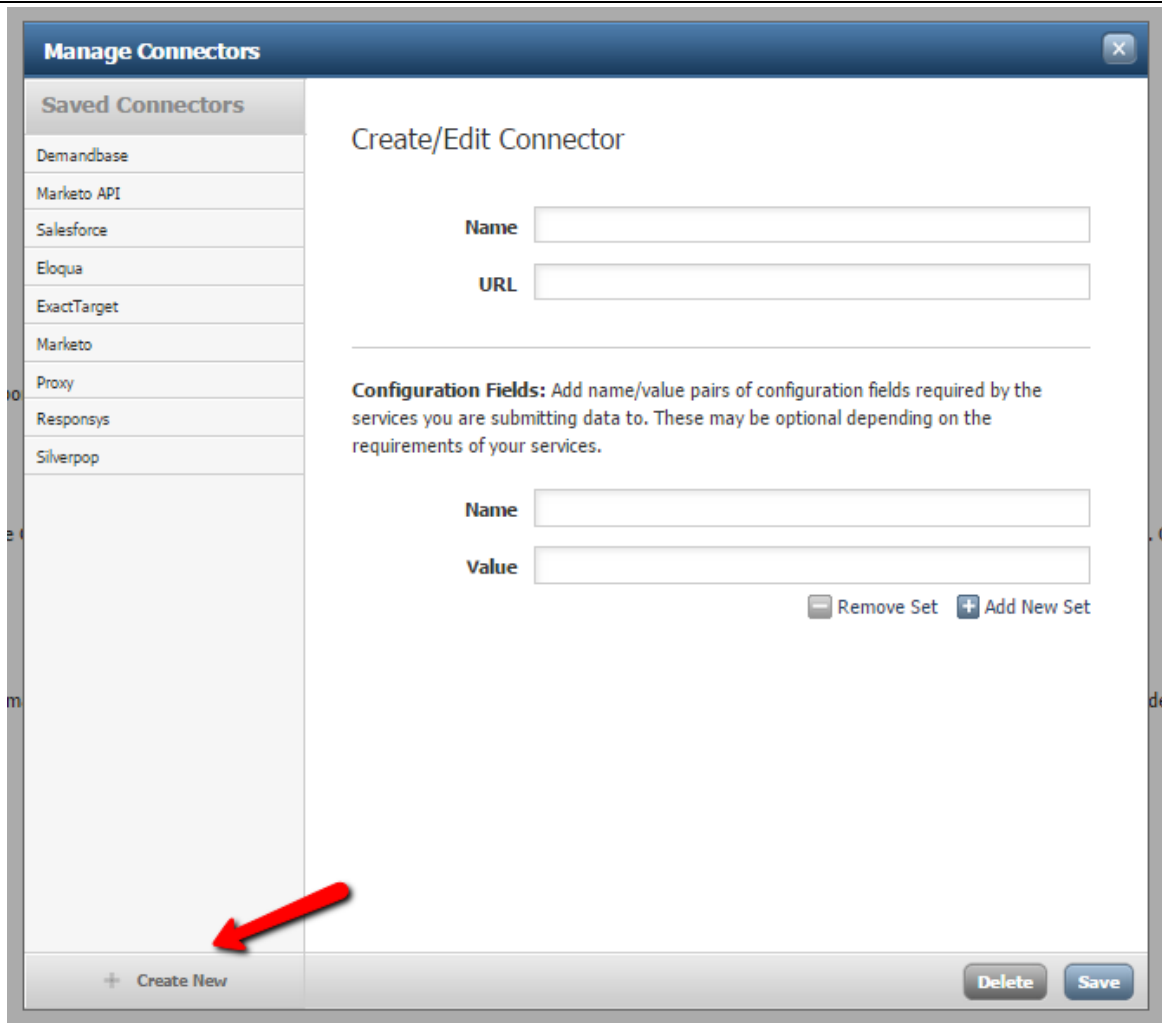 Manage Connectors
Saved Connectors
Demandbase
Marketo API
Salesforce
Eloqua
ExactTarget
Marketo
Proxy
Responsys
Silverpop
+ Create New
Create/Edit Connector
Name
URL
Configuration Fields: Add name/value pairs of configuration fields required by the
services you are submitting data to. These may be optional depending on the
requirements of your services.
Name
Value
Remove Set Add New Set
Delete Save